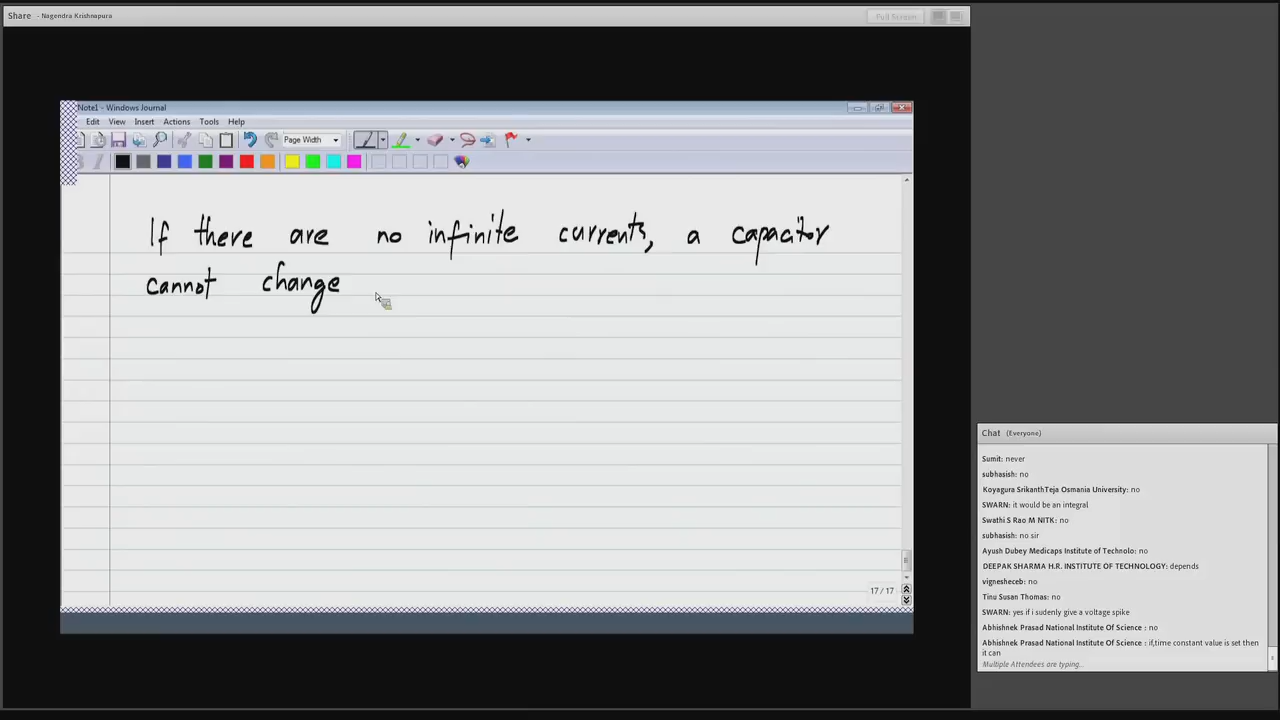 Share - Nagendra Krishnapura
Full Screen
Note1 - Windows Journal
Edit View Insert Actions Tools Help
Page Width
If there are no infinite currents, a capacitor
cannot change
17 / 17
Chat (Everyone)
Sumit: never
subhasish: no
Koyagura SrikanthTeja Osmania University: no
SWARN: it would be an integral
Swathi S Rao M NITK: no
subhasish: no sir
Ayush Dubey Medicaps Institute of Technolo: no
DEEPAK SHARMA H.R. INSTITUTE OF TECHNOLOGY: depends
vignesheceb: no
Tinu Susan Thomas: no
SWARN: yes if i sudenly give a voltage spike
Abhishnek Prasad National Institute Of Science : no
Abhishnek Prasad National Institute Of Science : if,time constant value is set then
it can
Multiple Attendees are typing..